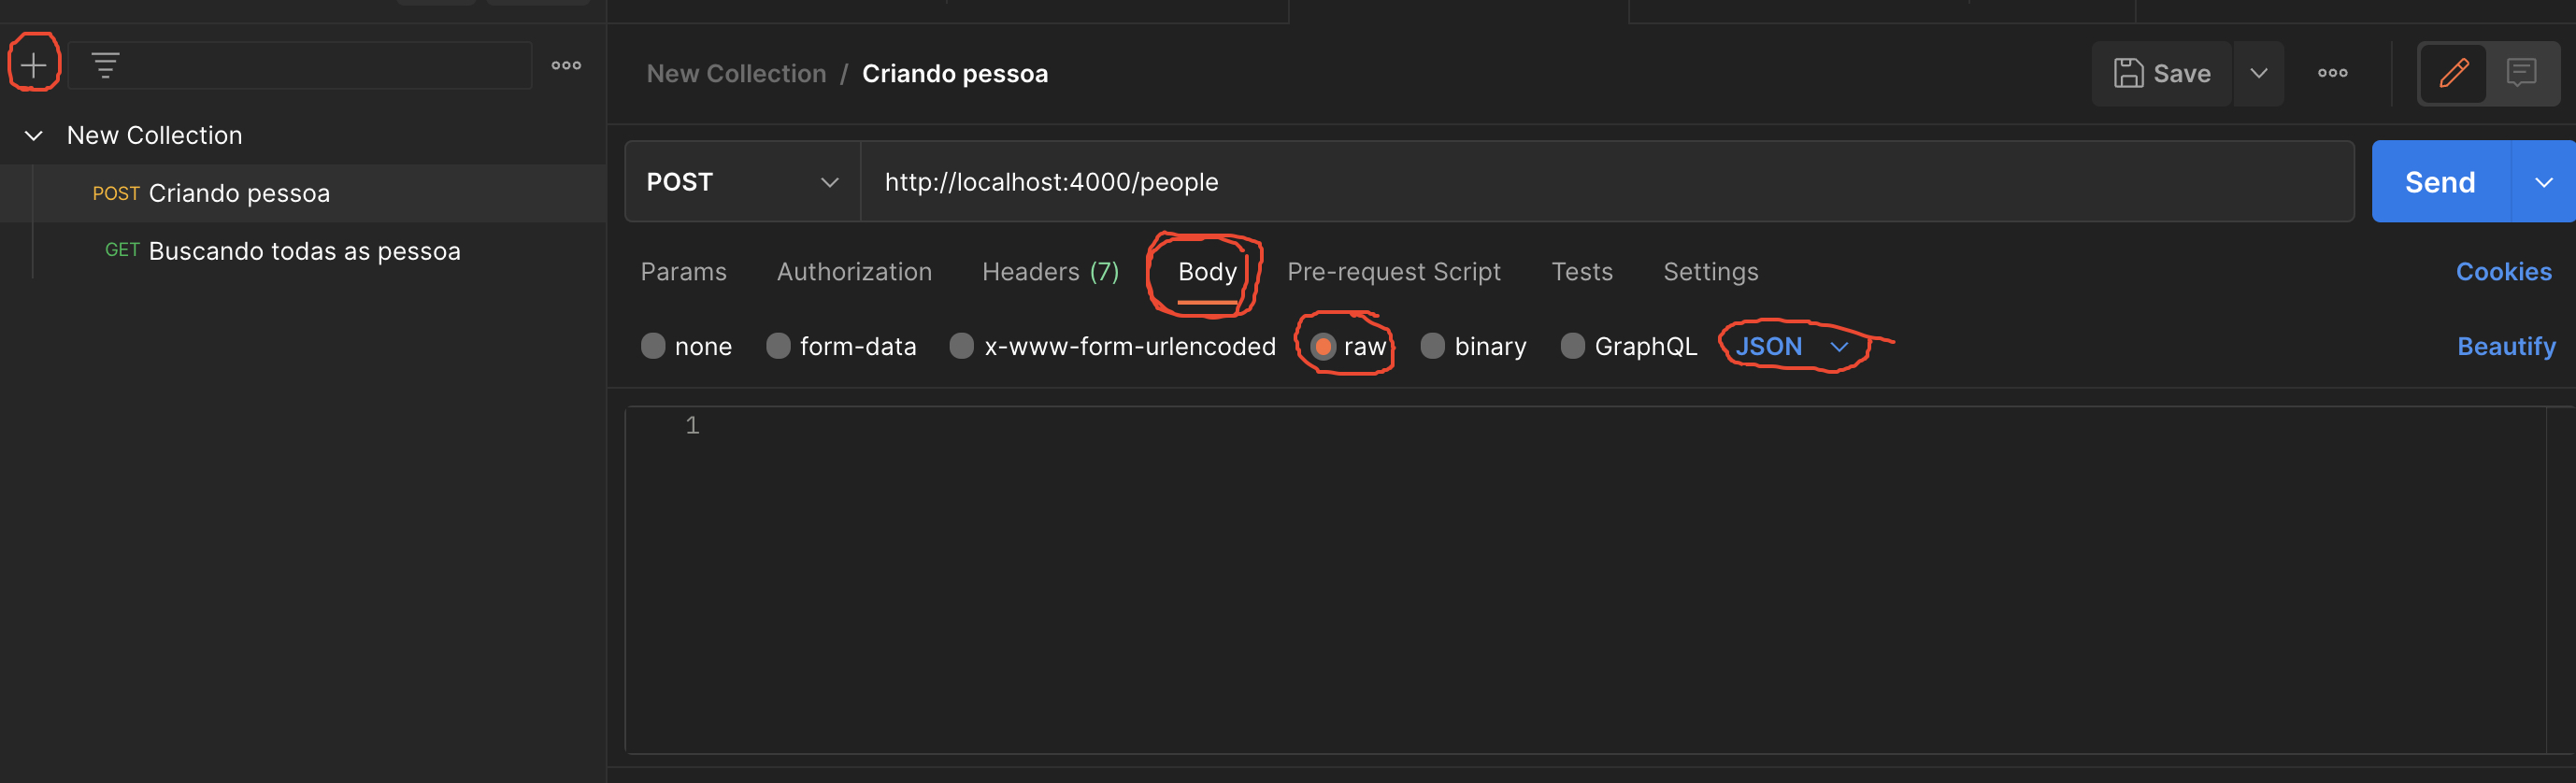 New Collection
POST Criando pessoa
GET Buscando todas as pessoa
New Collection / Criando pessoa
Save
POST http://localhost:4000/people Send
Params Authorization Headers (7) Body Pre-request Script Tests Settings Cookies
none form-data x-www-form-urlencoded raw binary GraphQL JSON Beautify
1